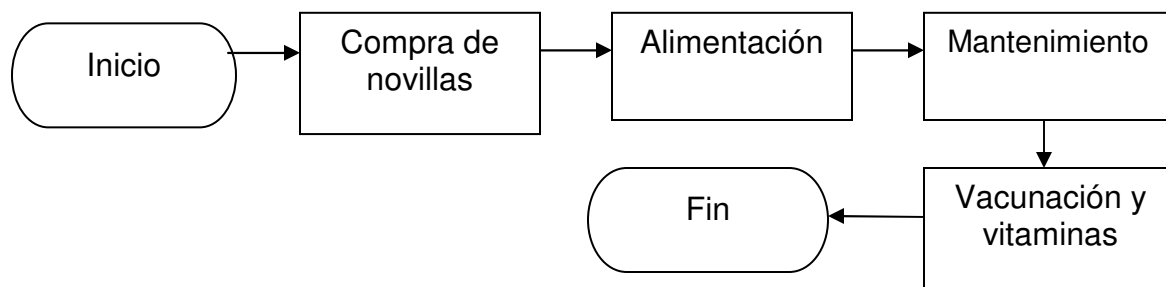 Inicio
Compra de
novillas
Alimentación
Mantenimiento
Vacunación y
vitaminas
Fin